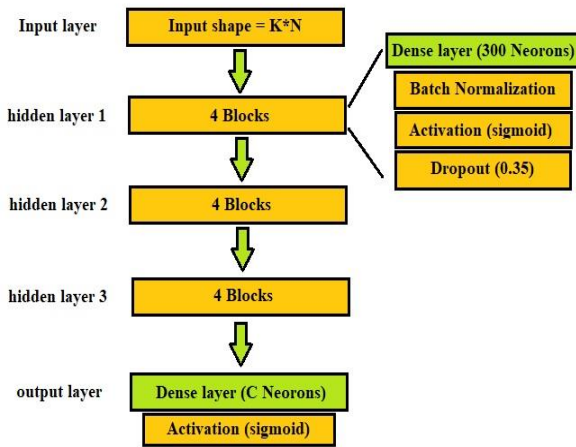 Input layer
Input shape = K*N
hidden layer 1
4 Blocks
Dense layer (300 Neorons)
Batch Normalization
Activation (sigmoid)
Dropout (0.35)
hidden layer 2
4 Blocks
hidden layer 3
4 Blocks
output layer
Dense layer (C Neorons)
Activation (sigmoid)